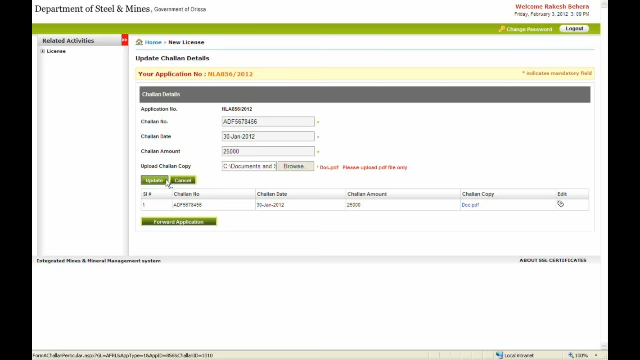 Department of Steel & Mines, Government of Orissa
Welcome Rakesh Behera
Friday, February 3, 2012 3:09 PM
Change Password Logout
Related Activities
License
Home » New License
Update Challan Details
Your Application No : NLA056/2012
* indicates mandatory field
Challan Details
Application No. NLA056/2012
Challan No. ADF5678456 *
Challan Date 30-Jan-2012 *
Challan Amount 25000 *
Upload Challan Copy C:\Documents and S Browse... * Doc.pdf Please upload pdf file only
Update Cancel
Sl # Challan No Challan Date Challan Amount Challan Copy Edit
1 ADF5678456 30-Jan-2012 25000 Doc.pdf
Forward Application
Integrated Mines & Mineral Management system
ABOUT SSL CERTIFICATES
Local intranet 100%